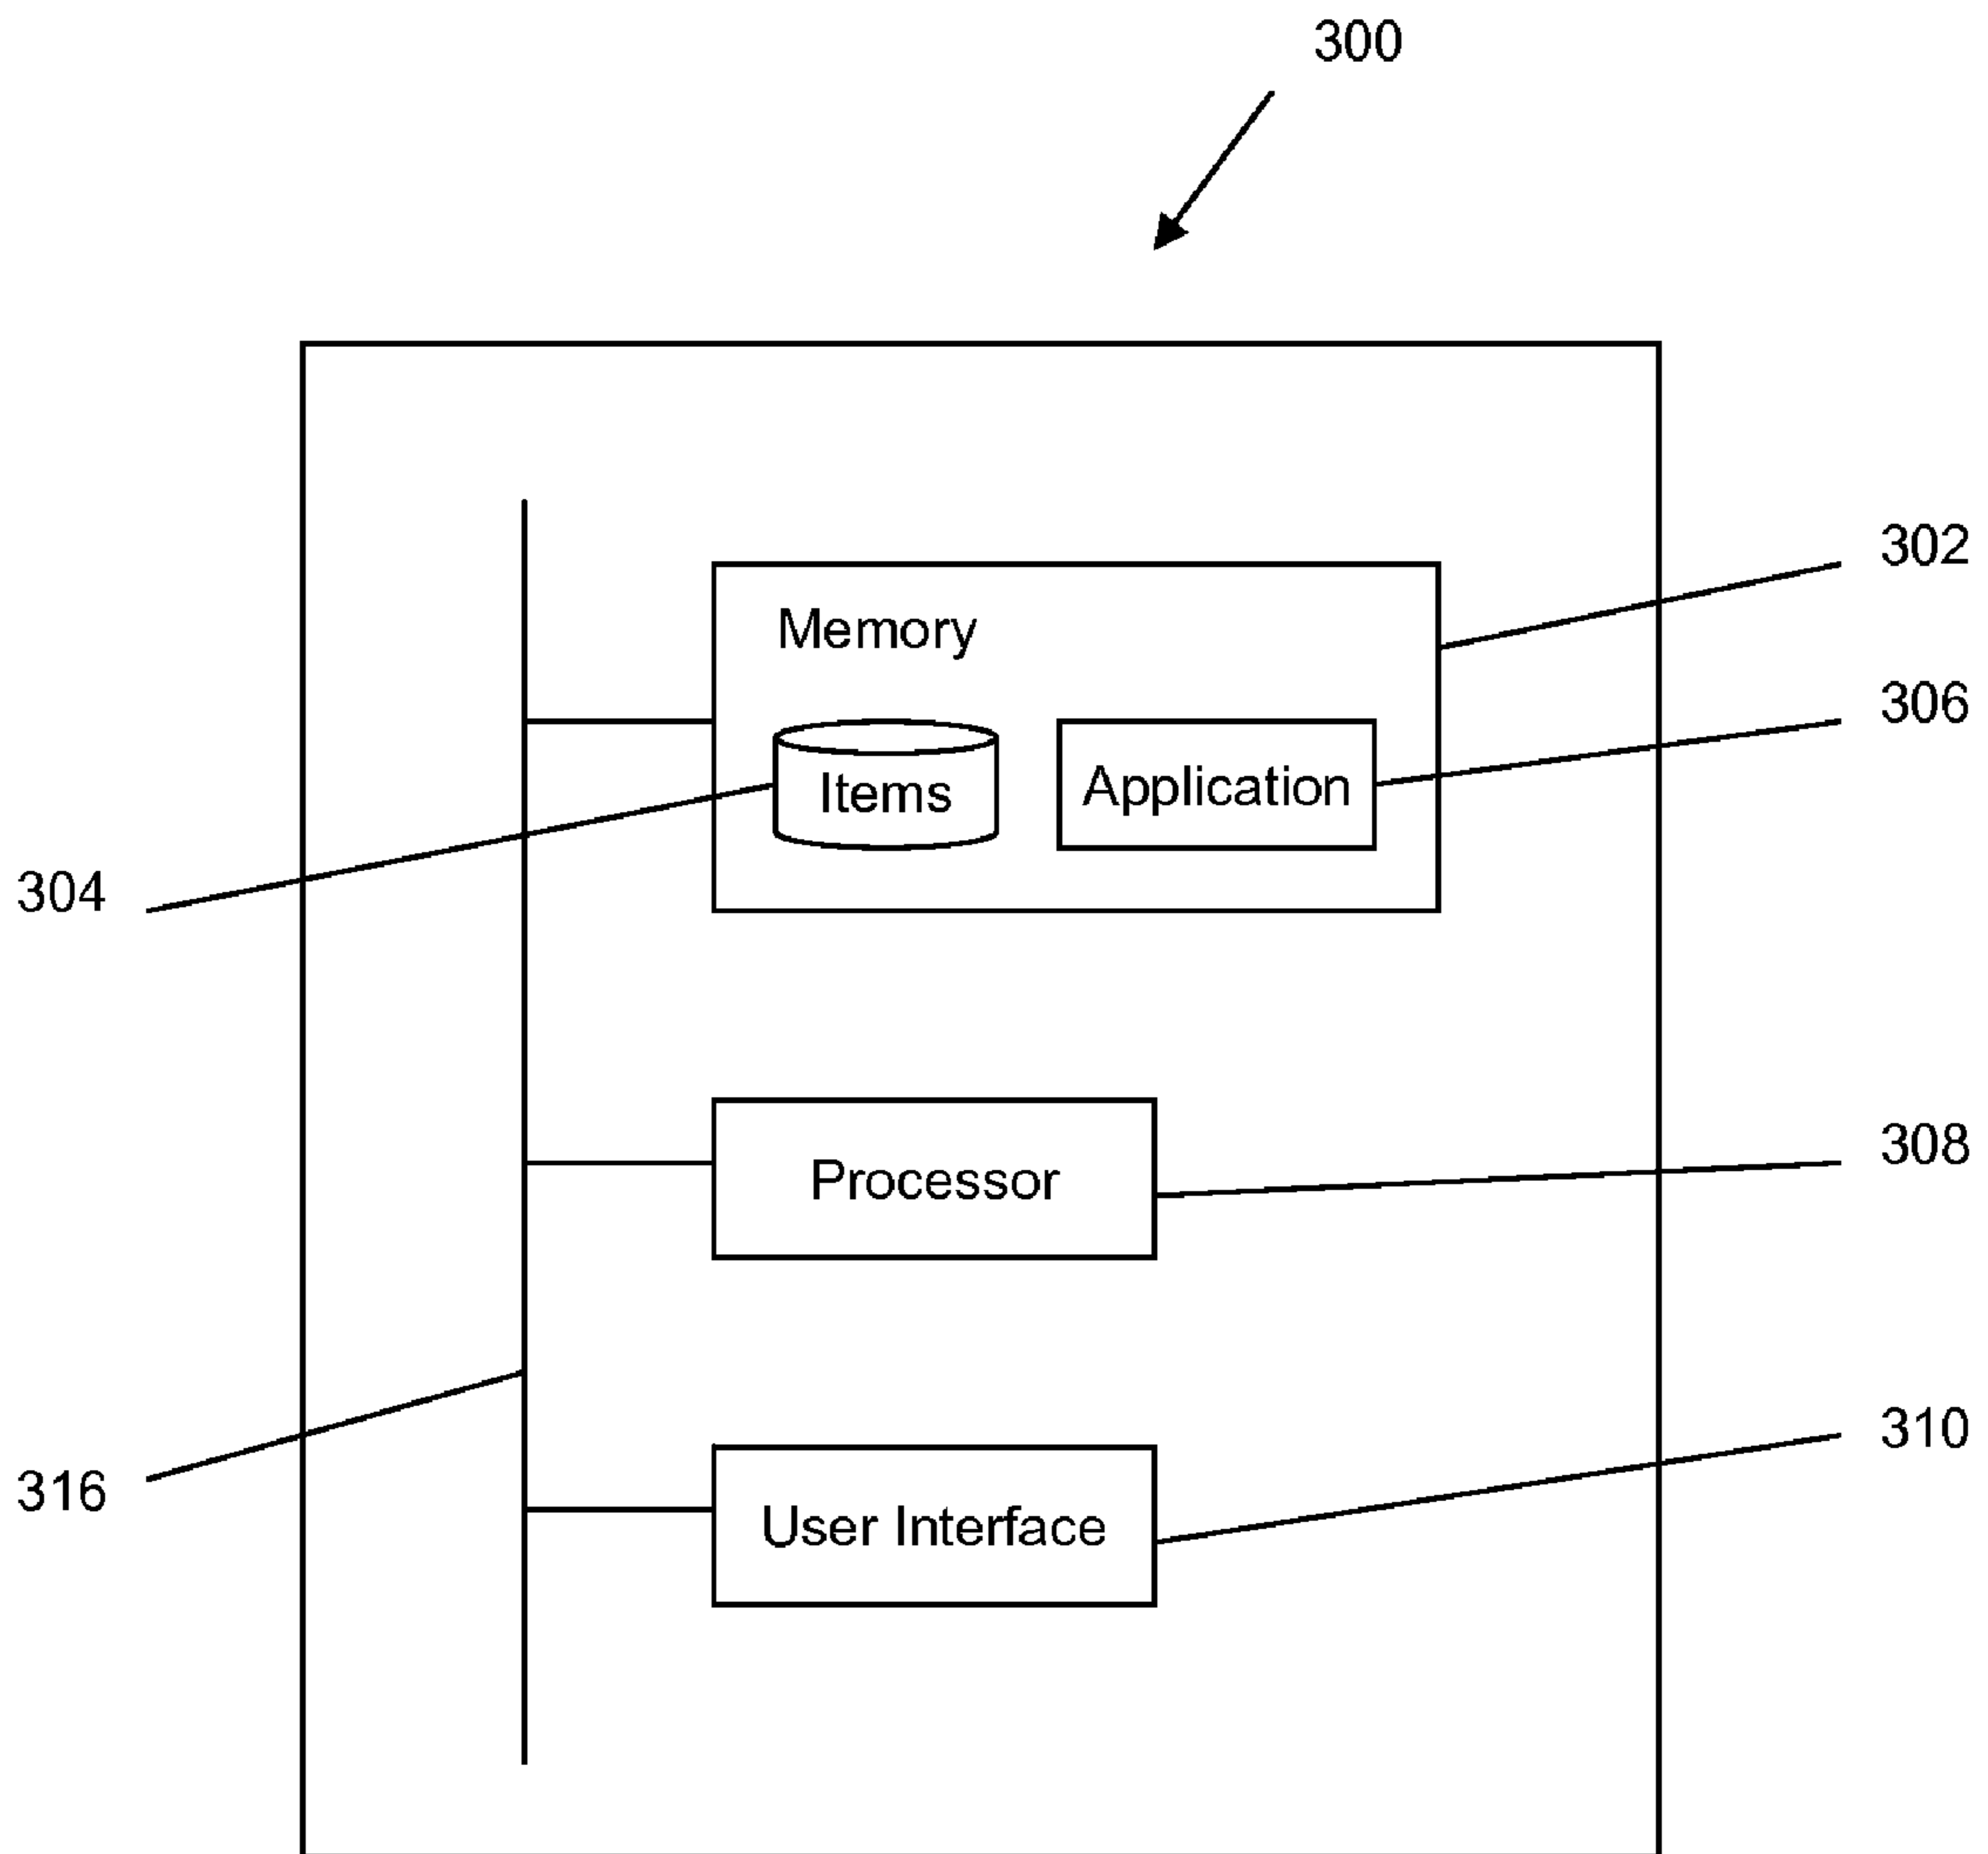 300
302
Memory
306
Items
Application
304
308
Processor
310
316
User Interface